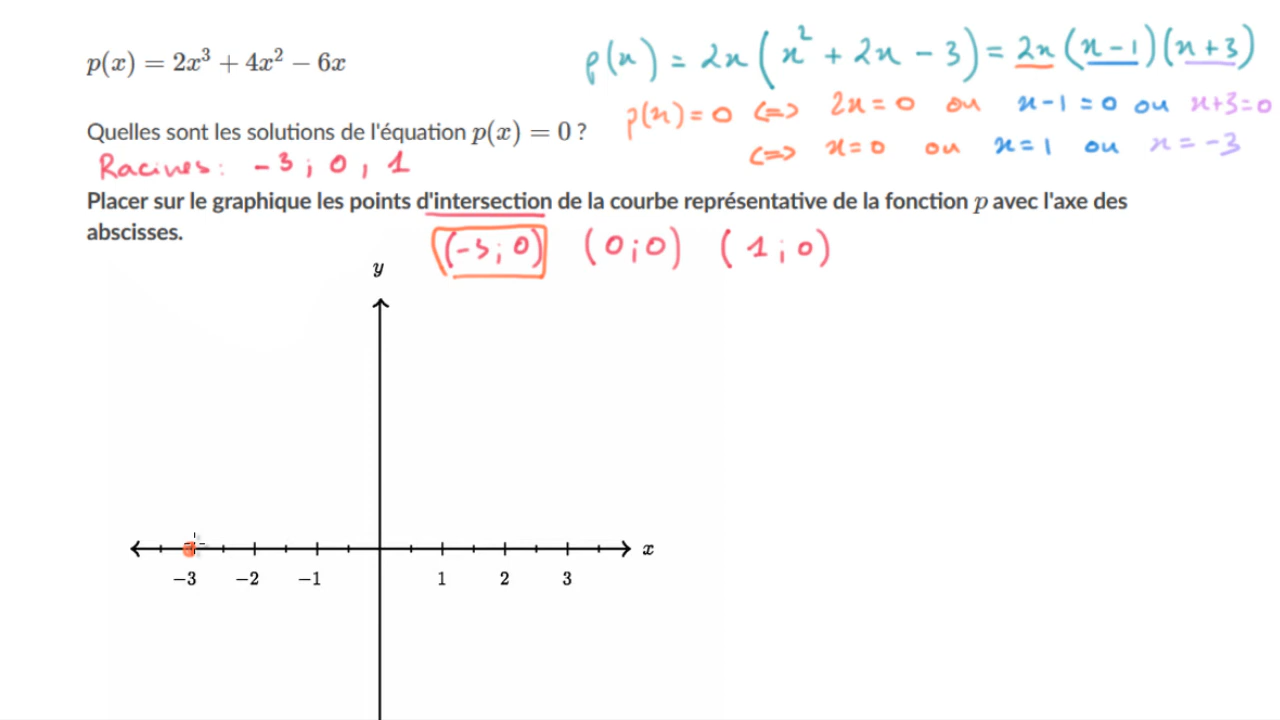 p(x) = 2x³ + 4x² − 6x
p(x) = 2x(x² + 2x − 3) = 2x(x−1)(x+3)
p(x) = 0 <=> 2x = 0 ou x−1 = 0 ou x+3 = 0
Quelles sont les solutions de l'équation p(x) = 0 ?
<=> x = 0 ou x = 1 ou x = −3
Racines : −3 ; 0 , 1
Placer sur le graphique les points d'intersection de la courbe représentative de la fonction p avec l'axe des
abscisses.
(−3 ; 0) (0 ; 0) (1 ; 0)
y
x
−3 −2 −1 1 2 3